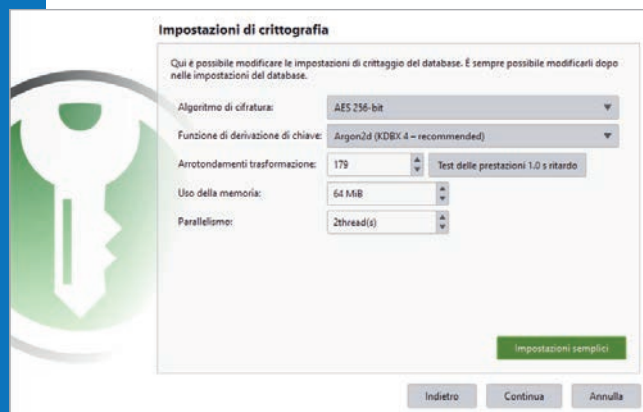 Impostazioni di crittografia
Qui è possibile modificare le impostazioni di crittaggio del database. È sempre possibile modificarli dopo
nelle impostazioni del database.
Algoritmo di cifratura: AES 256-bit
Funzione di derivazione di chiave: Argon2d (KDBX 4 – recommended)
Arrotondamenti trasformazione: 179 Test delle prestazioni 1.0 s ritardo
Uso della memoria: 64 MiB
Parallelismo: 2thread(s)
Impostazioni semplici
Indietro Continua Annulla